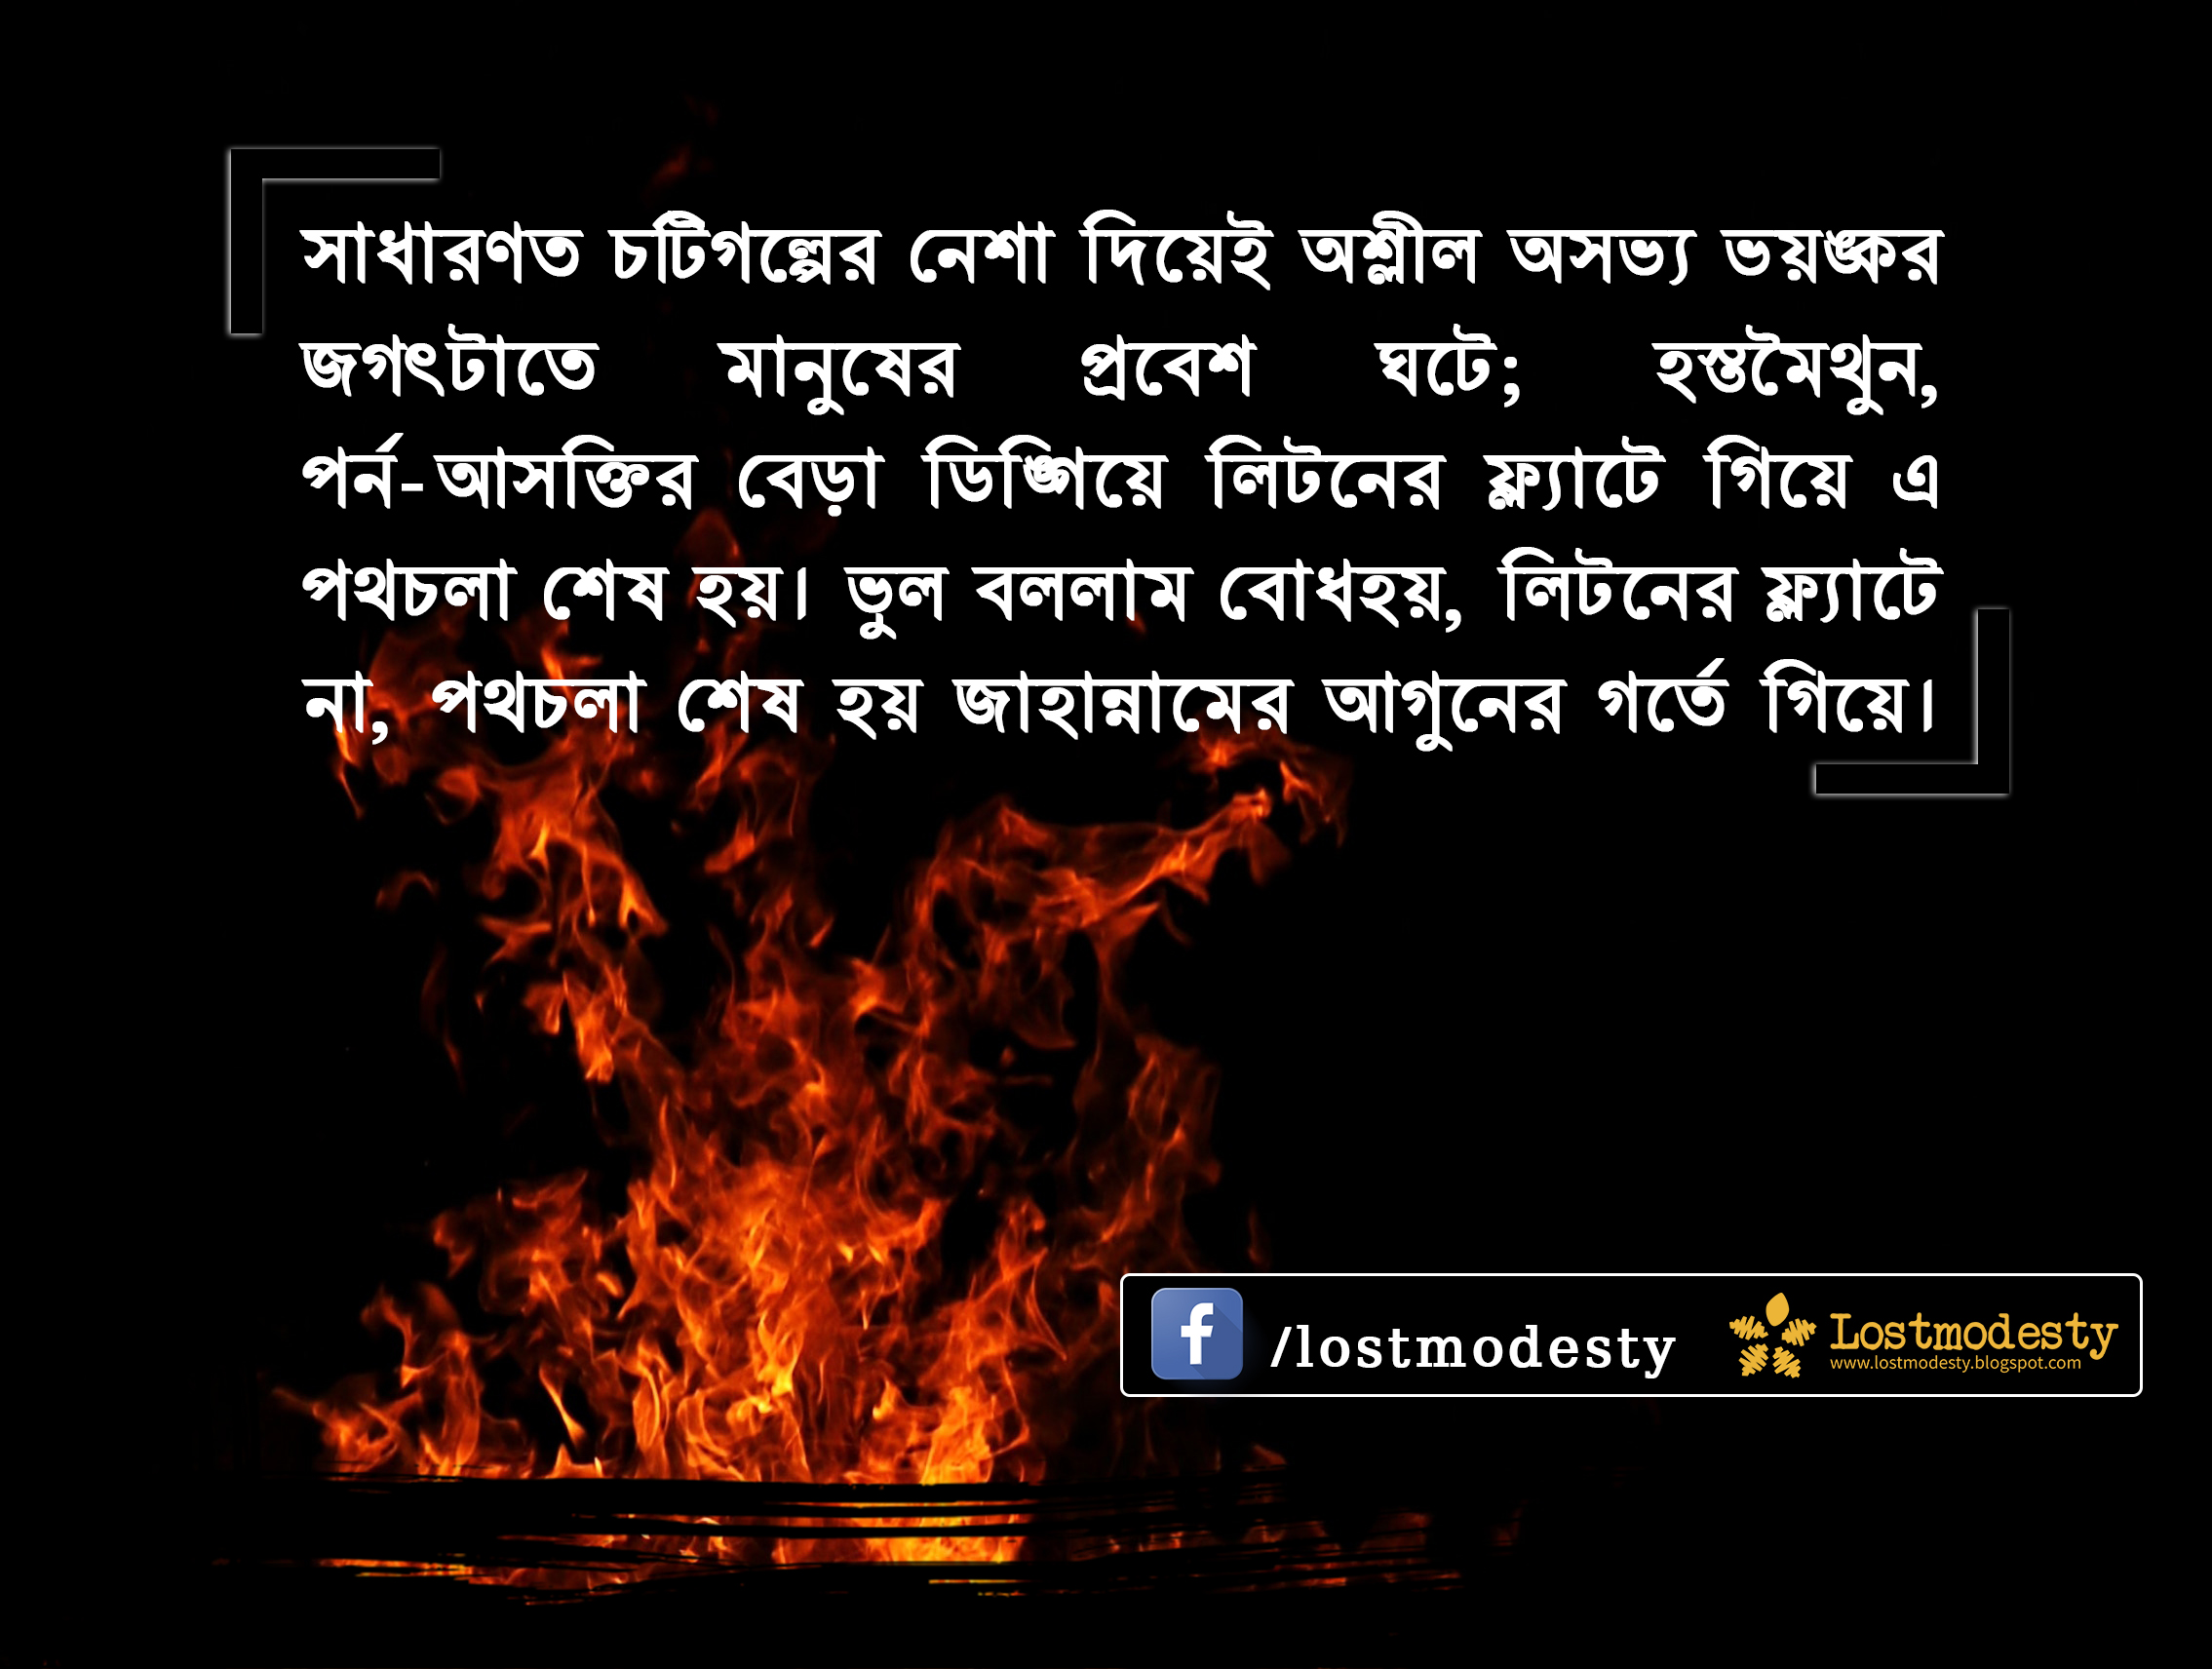 সাধারণত চটিগল্পের নেশা দিয়েই অশ্লীল অসভ্য ভয়ঙ্কর
জগৎটাতে মানুষের প্রবেশ ঘটে; হস্তমৈথুন,
পর্ন-আসক্তির বেড়া ডিঙ্গিয়ে লিটনের ফ্ল্যাটে গিয়ে এ
পথচলা শেষ হয়। ভুল বললাম বোধহয়, লিটনের ফ্ল্যাটে
না, পথচলা শেষ হয় জাহান্নামের আগুনের গর্তে গিয়ে।
f /lostmodesty
Lostmodesty
www.lostmodesty.blogspot.com